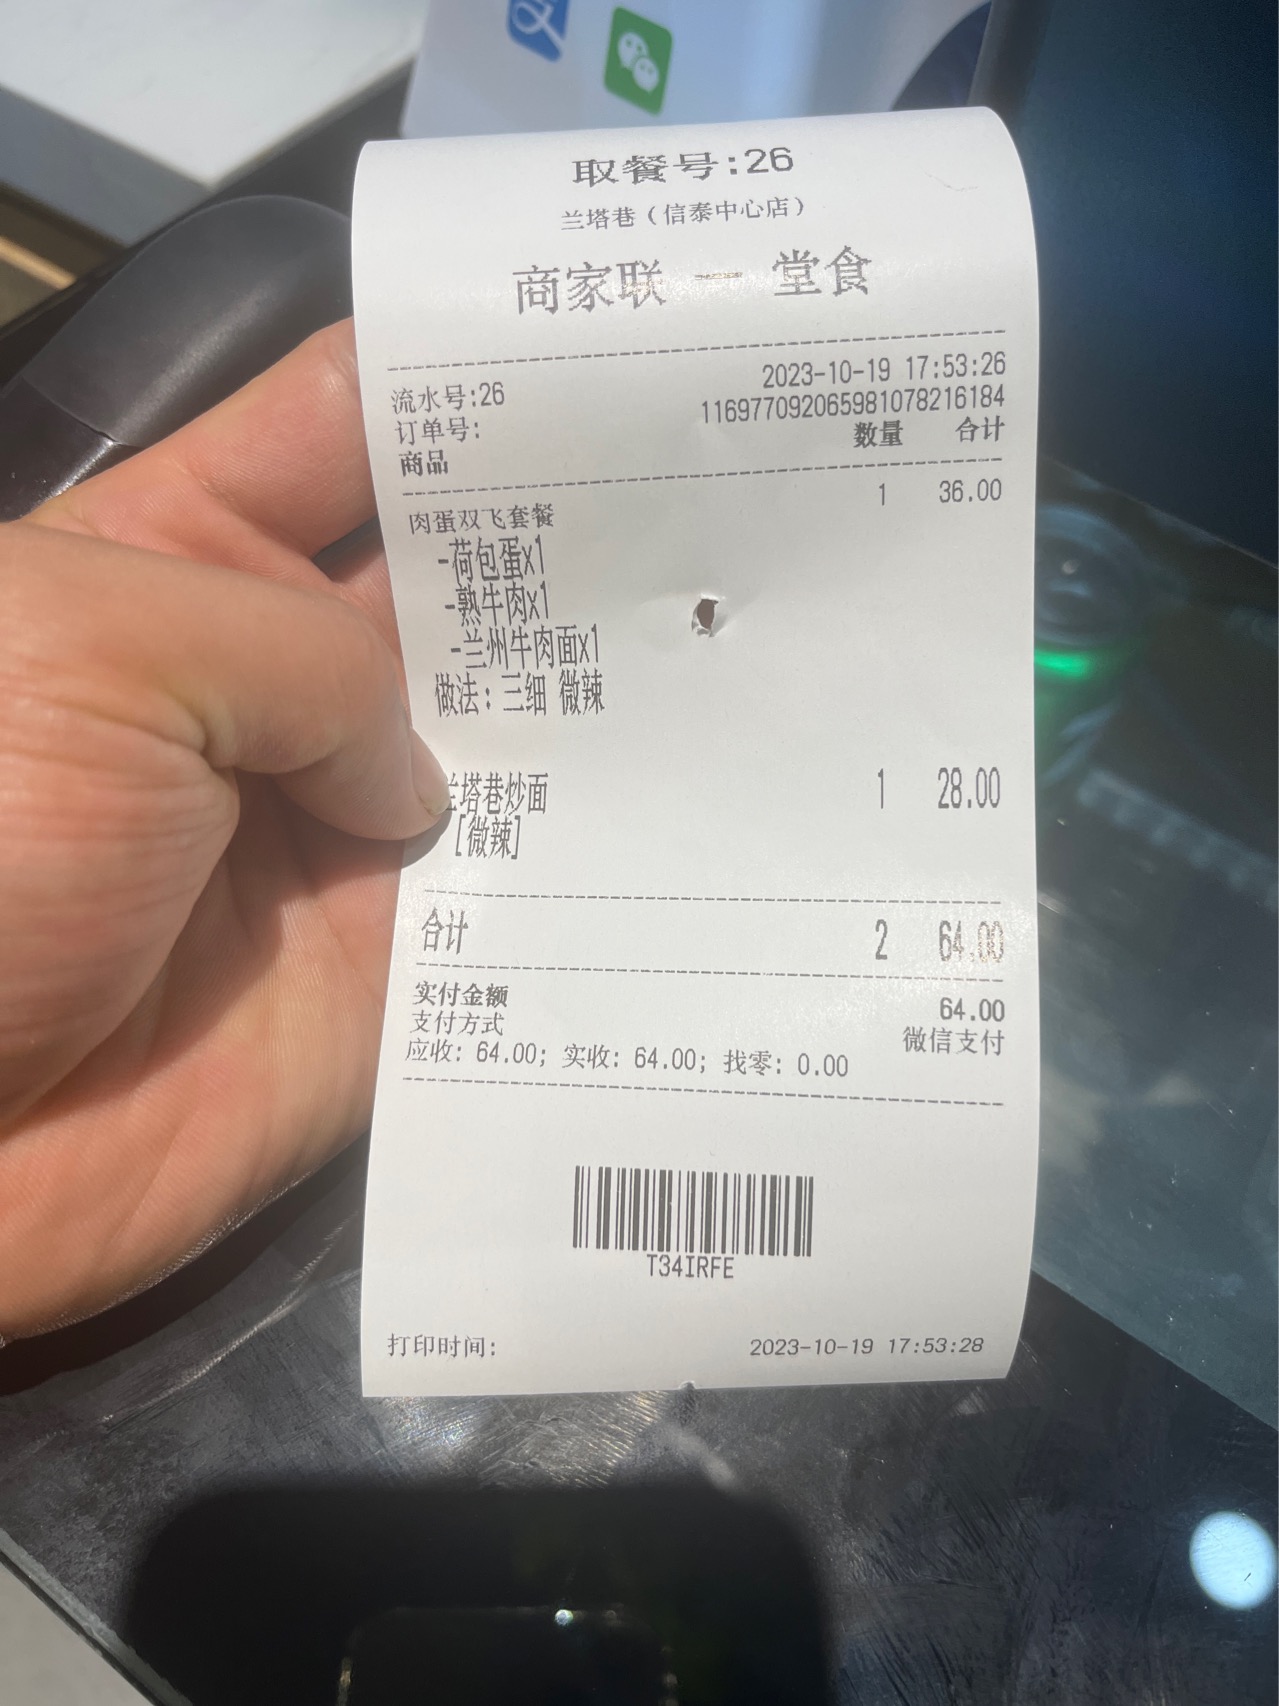 取餐号:26
兰塔巷（信泰中心店）
商家联 一 堂食
2023-10-19 17:53:26
流水号:26
116977092065981078216184
订单号:
数量 合计
商品
肉蛋双飞套餐 1 36.00
-荷包蛋x1
-熟牛肉x1
-兰州牛肉面x1
做法：三细 微辣
兰塔巷炒面 1 28.00
[微辣]
合计 2 64.00
实付金额 64.00
支付方式 微信支付
应收: 64.00; 实收: 64.00; 找零: 0.00
T34IRFE
打印时间: 2023-10-19 17:53:28